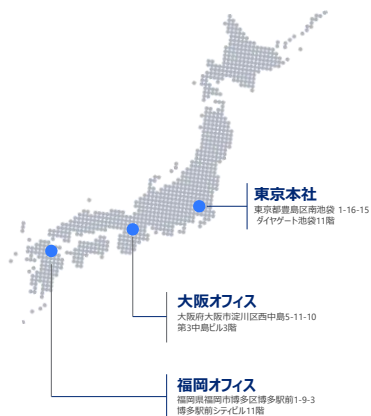 東京本社
東京都豊島区南池袋 1-16-15
ダイヤゲート池袋11階
大阪オフィス
大阪府大阪市淀川区西中島5-11-10
第3中島ビル3階
福岡オフィス
福岡県福岡市博多区博多駅前1-9-3
博多駅前シティビル11階